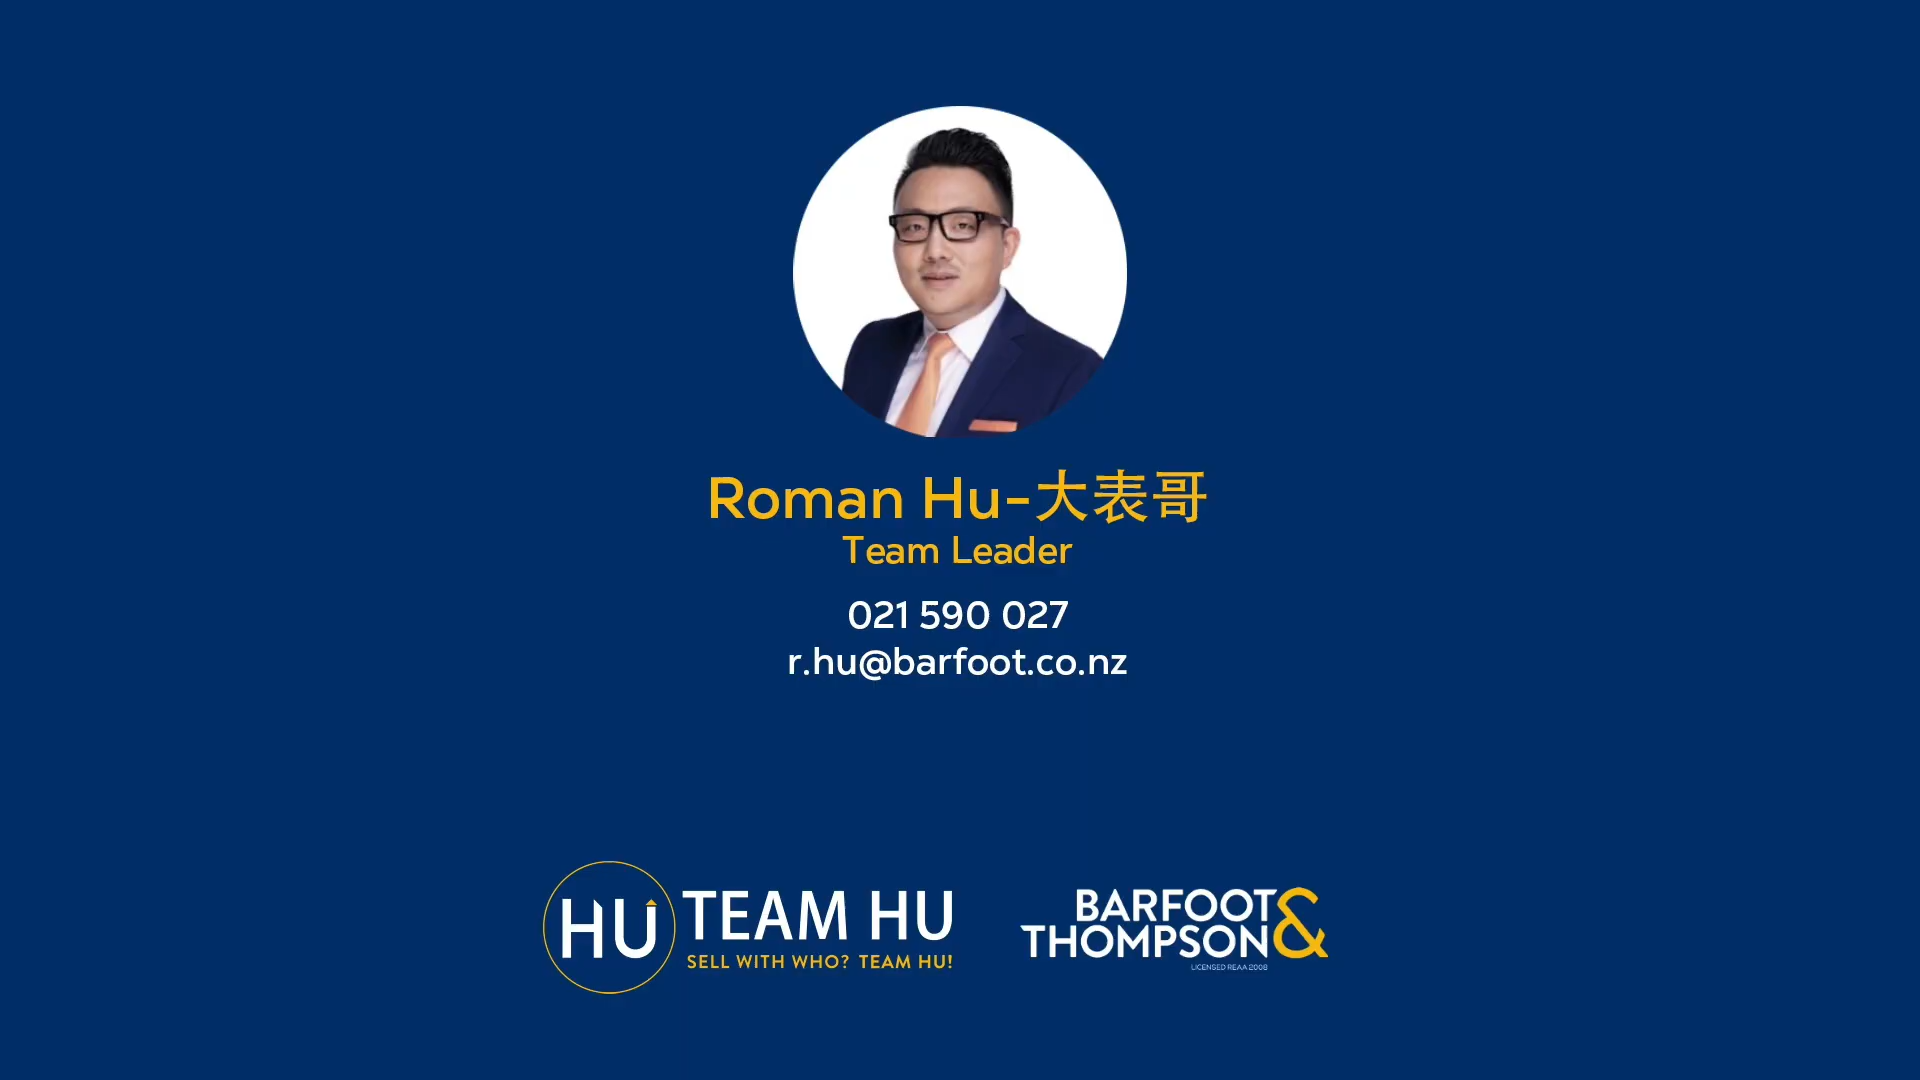 Roman Hu-大表哥
Team Leader
021 590 027
r.hu@barfoot.co.nz
HU
TEAM HU
SELL WITH WHO? TEAM HU!
BARFOOT &
THOMPSON
LICENSED REAA 2008